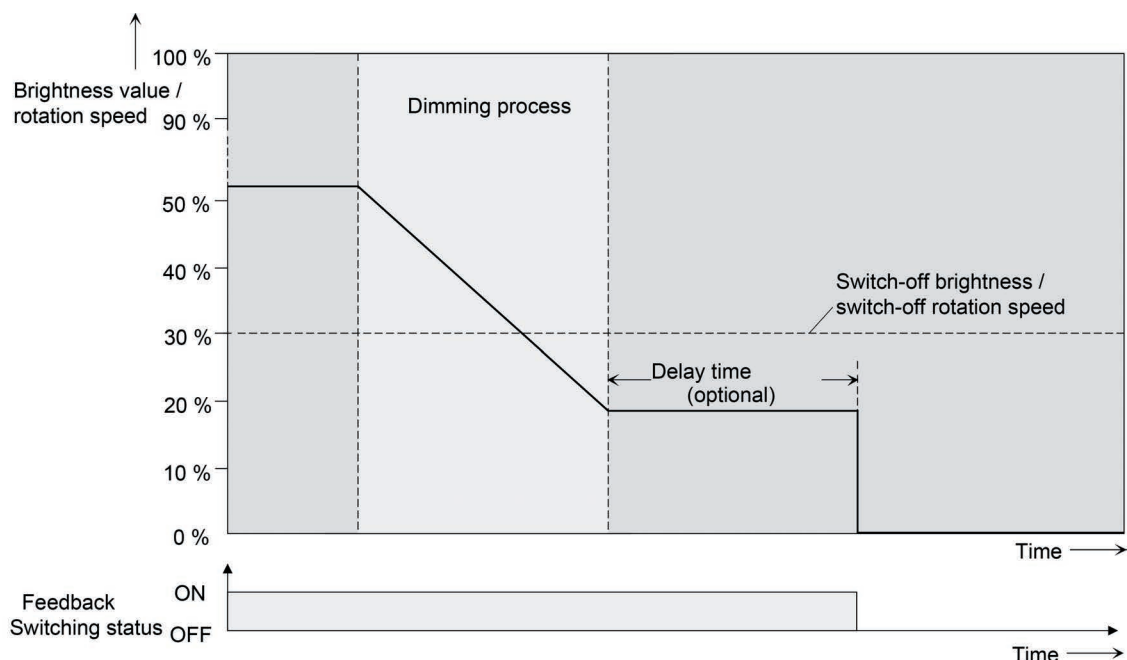 100 %
Brightness value /
rotation speed
Dimming process
90 %
50 %
40 %
Switch-off brightness /
switch-off rotation speed
30 %
Delay time
(optional)
20 %
10 %
0 %
Time
ON
Feedback
Switching status
OFF
Time